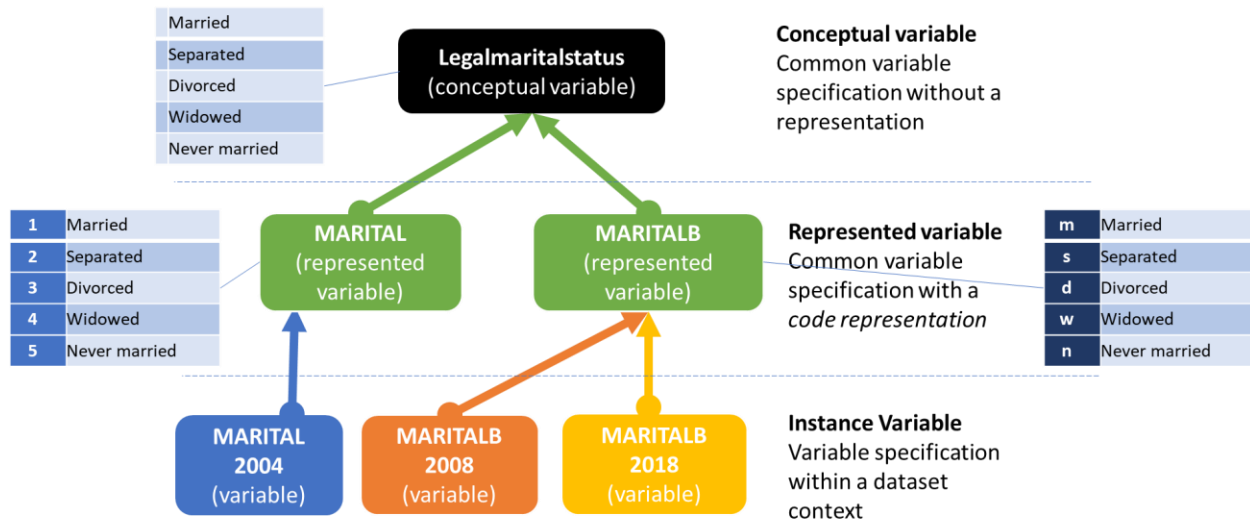 Married
Separated
Divorced
Widowed
Never married
Legalmaritalstatus
(conceptual variable)
Conceptual variable
Common variable
specification without a
representation
1 Married
2 Separated
3 Divorced
4 Widowed
5 Never married
MARITAL
(represented
variable)
MARITALB
(represented
variable)
Represented variable
Common variable
specification with a
code representation
m Married
s Separated
d Divorced
w Widowed
n Never married
MARITAL
2004
(variable)
MARITALB
2008
(variable)
MARITALB
2018
(variable)
Instance Variable
Variable specification
within a dataset
context